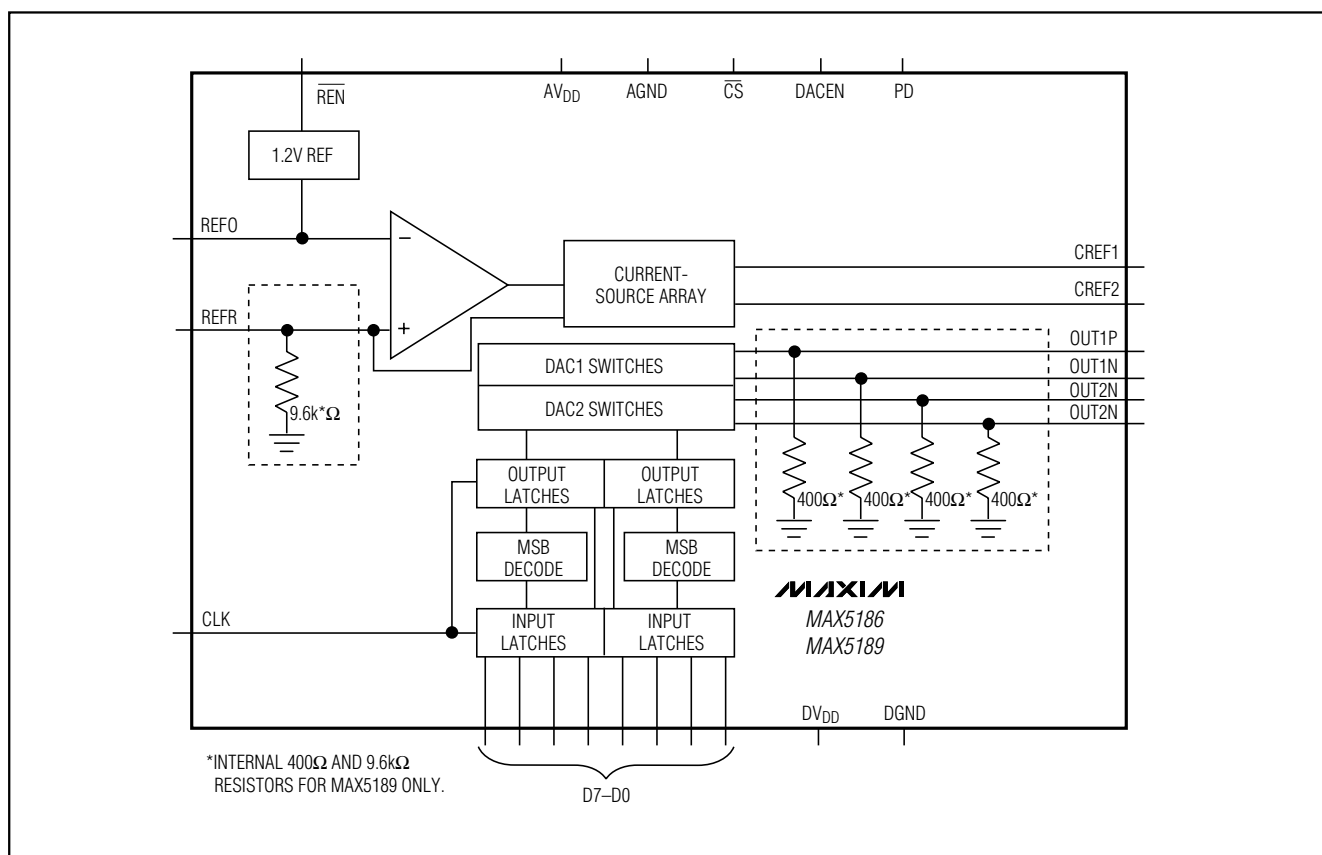 REN
AVDD
AGND
CS
DACEN
PD
1.2V REF
REFO
−
CURRENT-
SOURCE ARRAY
CREF1
CREF2
REFR
+
9.6k*Ω
DAC1 SWITCHES
DAC2 SWITCHES
OUT1P
OUT1N
OUT2N
OUT2N
OUTPUT
LATCHES
OUTPUT
LATCHES
400Ω*
400Ω*
400Ω*
400Ω*
MSB
DECODE
MSB
DECODE
CLK
INPUT
LATCHES
INPUT
LATCHES
MAXIM
MAX5186
MAX5189
DVDD
DGND
*INTERNAL 400Ω AND 9.6kΩ
RESISTORS FOR MAX5189 ONLY.
D7–D0